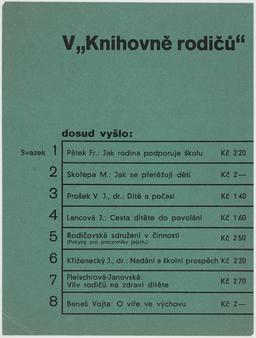 V „Knihovně rodičů“
dosud vyšlo:
Svazek 1 Pátek Fr.: Jak rodina podporuje školu Kč 2·20
2 Skořepa M.: Jak se přetěžují děti Kč 2—
3 Prošek V. J., dr.: Dítě a počasí Kč 1·40
4 Lancová J.: Cesta dítěte do povolání Kč 1·60
5 Rodičovská sdružení v činnosti Kč 2·50
(Pokyny pro pracovníky jejich.)
6 Kříženecký J., dr.: Nadání a školní prospěch Kč 2·20
7 Fleischrová-Janovská:
Vliv rodičů na zdraví dítěte Kč 2·70
8 Beneš Vojta: O víře ve výchovu Kč 2—